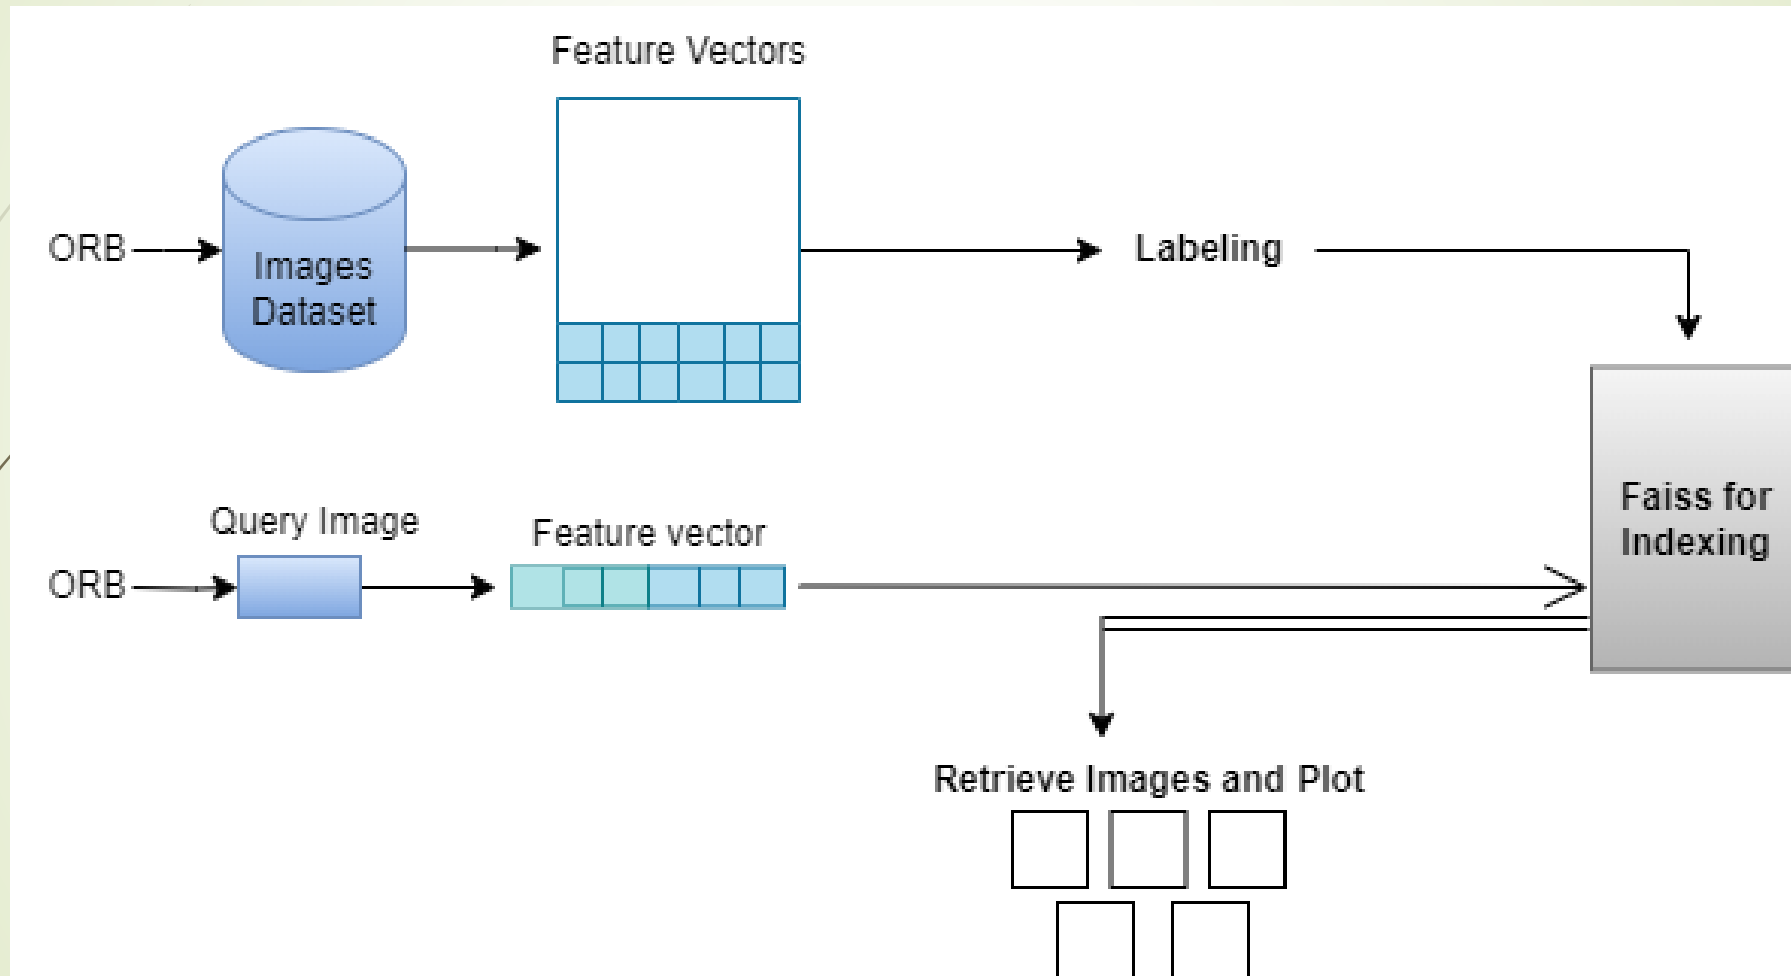 Feature Vectors
ORB
Images
Dataset
Labeling
Faiss for
Indexing
Query Image
Feature vector
ORB
Retrieve Images and Plot